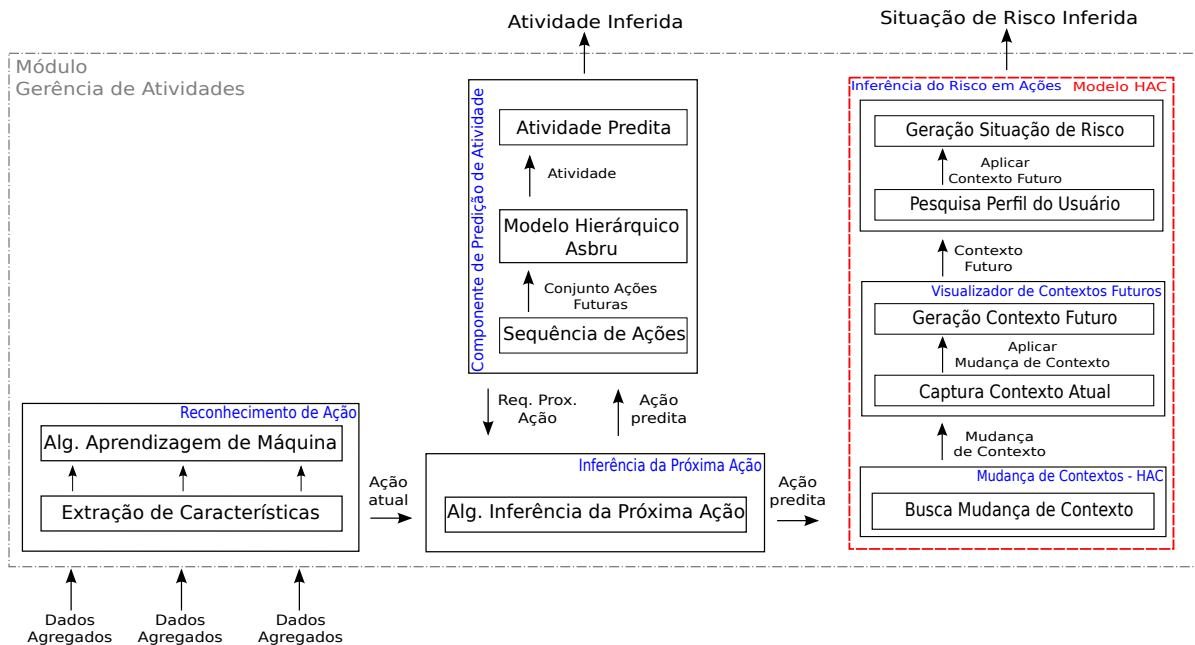 Atividade Inferida
Situação de Risco Inferida
Módulo
Gerência de Atividades
Componente de Predição de Atividade
Atividade Predita
Atividade
Modelo Hierárquico
Asbru
Conjunto Ações
Futuras
Sequência de Ações
Req. Prox.
Ação
Ação
predita
Inferência do Risco em Ações
Modelo HAC
Geração Situação de Risco
Aplicar
Contexto Futuro
Pesquisa Perfil do Usuário
Contexto
Futuro
Visualizador de Contextos Futuros
Geração Contexto Futuro
Aplicar
Mudança de Contexto
Captura Contexto Atual
Mudança
de Contexto
Mudança de Contextos - HAC
Busca Mudança de Contexto
Reconhecimento de Ação
Alg. Aprendizagem de Máquina
Extração de Características
Ação
atual
Inferência da Próxima Ação
Alg. Inferência da Próxima Ação
Ação
predita
Dados
Agregados
Dados
Agregados
Dados
Agregados